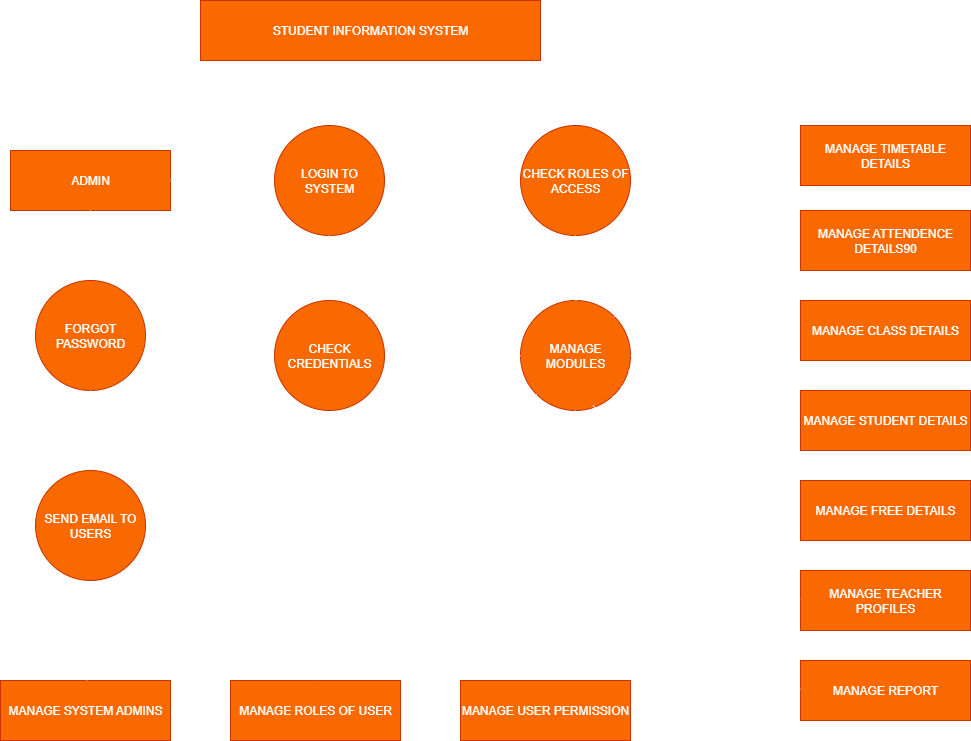 STUDENT INFORMATION SYSTEM
ADMIN
LOGIN TO
SYSTEM
CHECK ROLES OF
ACCESS
MANAGE TIMETABLE
DETAILS
MANAGE ATTENDENCE
DETAILS90
FORGOT
PASSWORD
CHECK
CREDENTIALS
MANAGE
MODULES
MANAGE CLASS DETAILS
MANAGE STUDENT DETAILS
SEND EMAIL TO
USERS
MANAGE FREE DETAILS
MANAGE TEACHER
PROFILES
MANAGE SYSTEM ADMINS
MANAGE ROLES OF USER
MANAGE USER PERMISSION
MANAGE REPORT